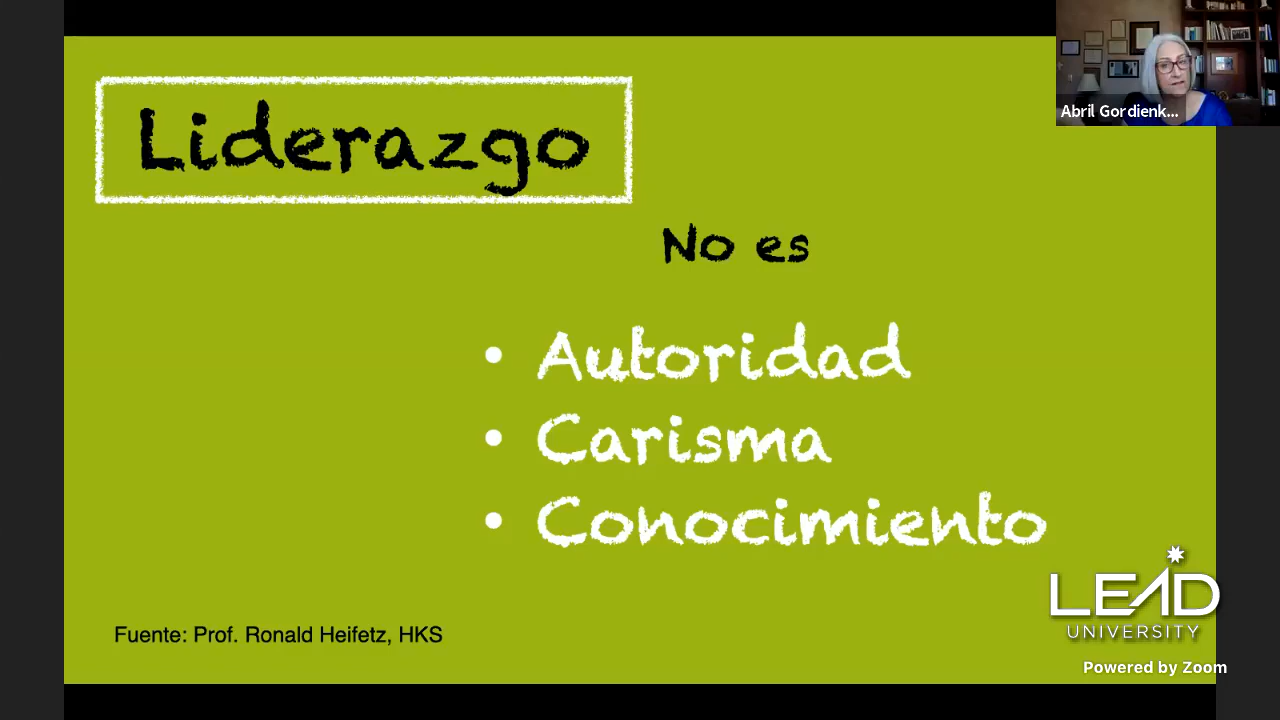 Liderazgo
Abril Gordienk...
No es
• Autoridad
• Carisma
• Conocimiento
Fuente: Prof. Ronald Heifetz, HKS
LEAD
UNIVERSITY
Powered by Zoom